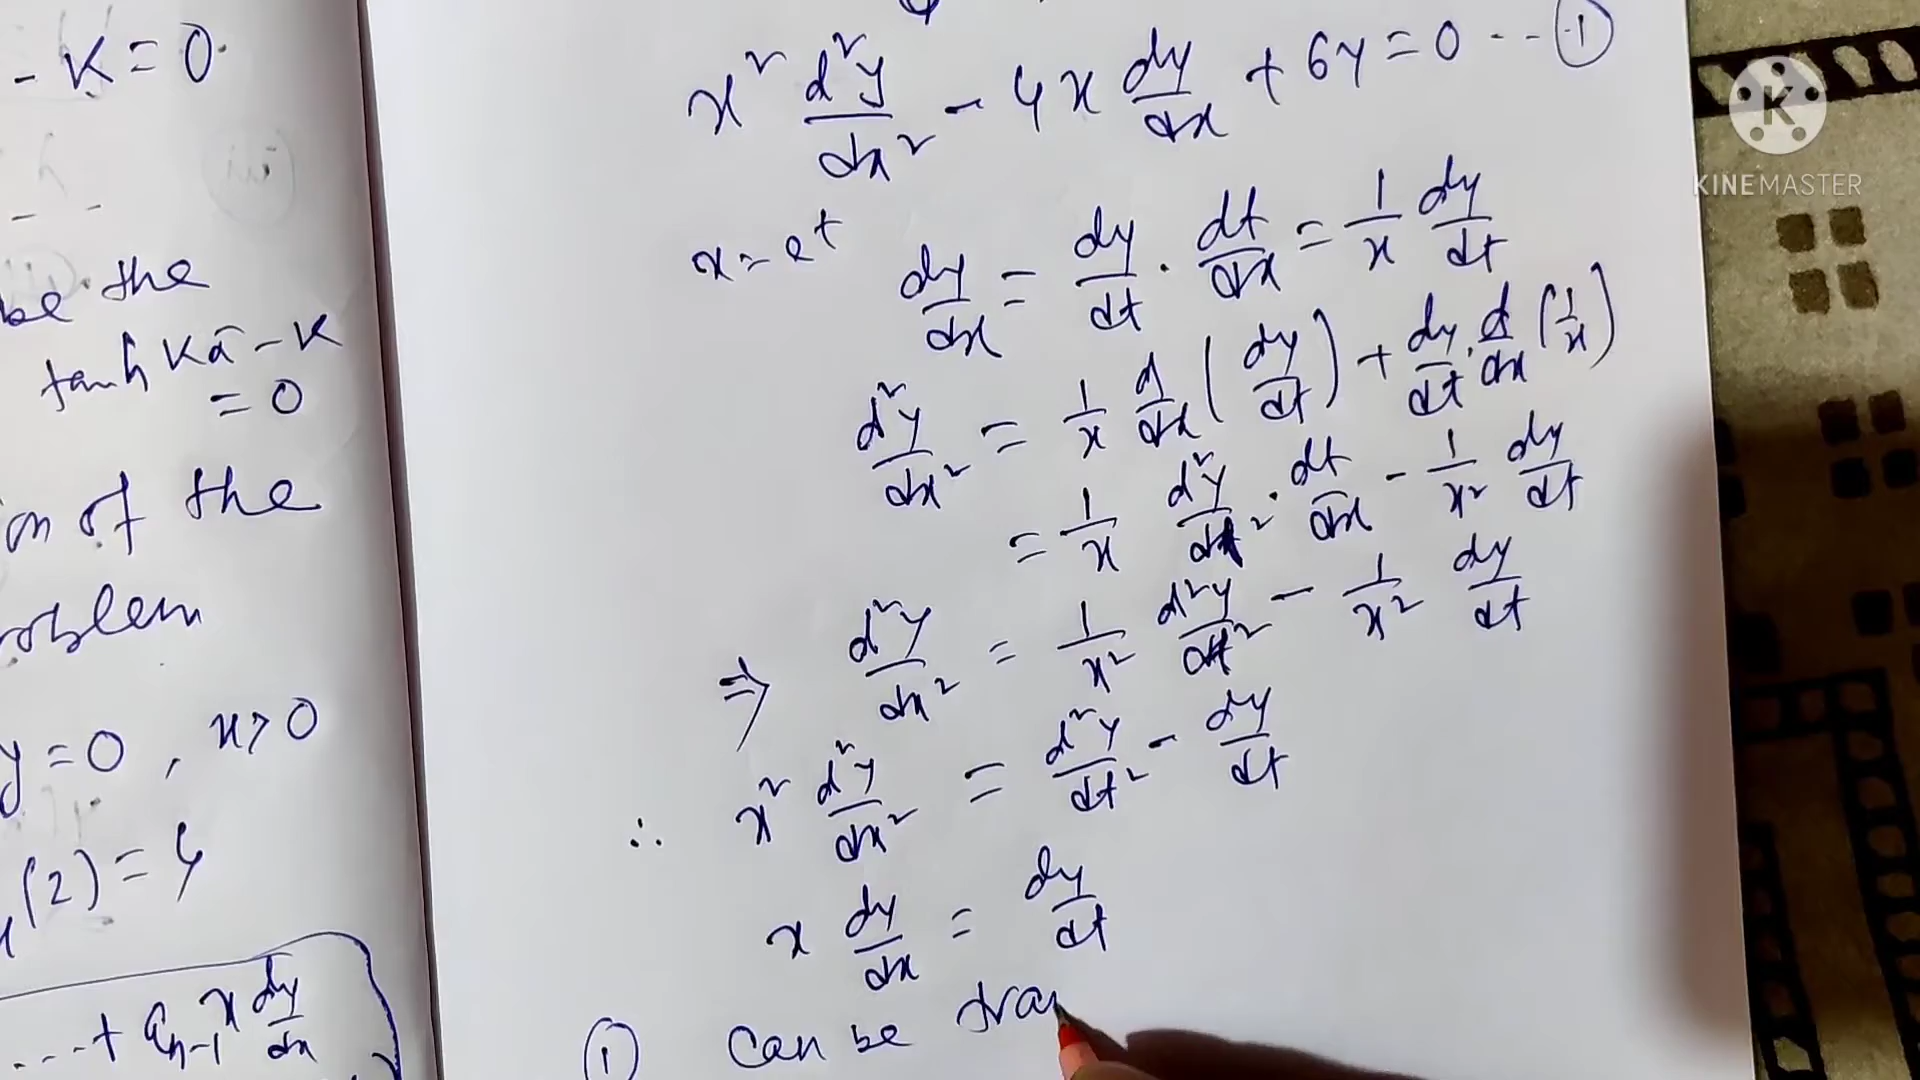 - K = 0.
be the
tanh Ka - K
= 0
on of the
roblem
y = 0, x > 0
(2) = 4
...+ a_{n-1} x dy/dx
x² d²y/dx² - 4x dy/dx + 6y = 0 --- ①
x = e^t dy/dx = dy/dt . dt/dx = 1/x dy/dt
d²y/dx² = 1/x d/dx (dy/dt) + dy/dt . d/dx (1/x)
= 1/x d²y/dt² . dt/dx - 1/x² dy/dt
⇒ d²y/dx² = 1/x² d²y/dt² - 1/x² dy/dt
∴ x² d²y/dx² = d²y/dt² - dy/dt
x dy/dx = dy/dt
① can be tran
KINEMASTER